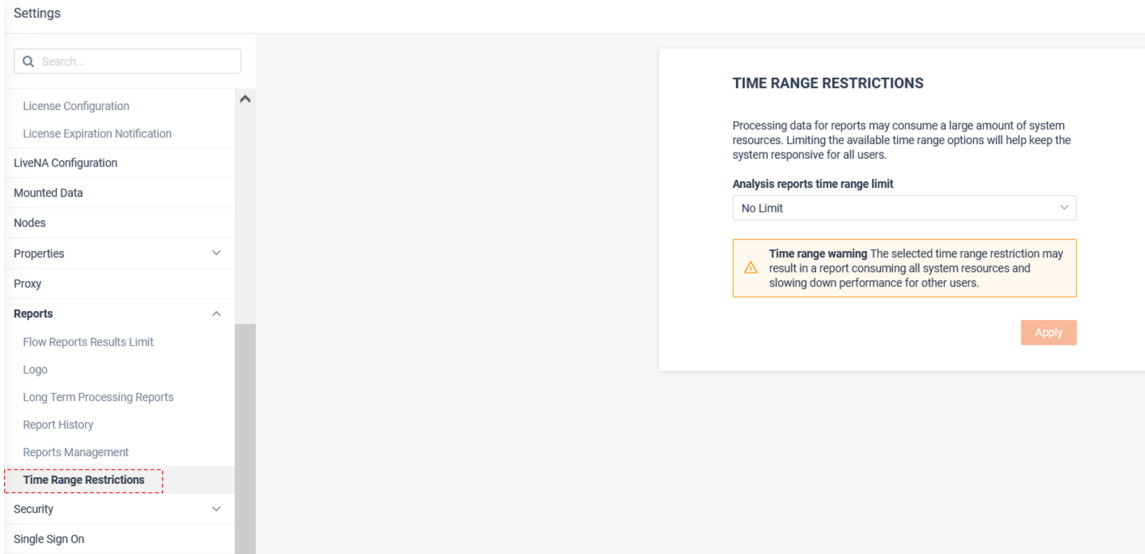 Settings
Search...
License Configuration
License Expiration Notification
LiveNA Configuration
Mounted Data
Nodes
Properties
Proxy
Reports
Flow Reports Results Limit
Logo
Long Term Processing Reports
Report History
Reports Management
Time Range Restrictions
Security
Single Sign On
TIME RANGE RESTRICTIONS
Processing data for reports may consume a large amount of system
resources. Limiting the available time range options will help keep the
system responsive for all users.
Analysis reports time range limit
No Limit
Time range warning The selected time range restriction may
result in a report consuming all system resources and
slowing down performance for other users.
Apply